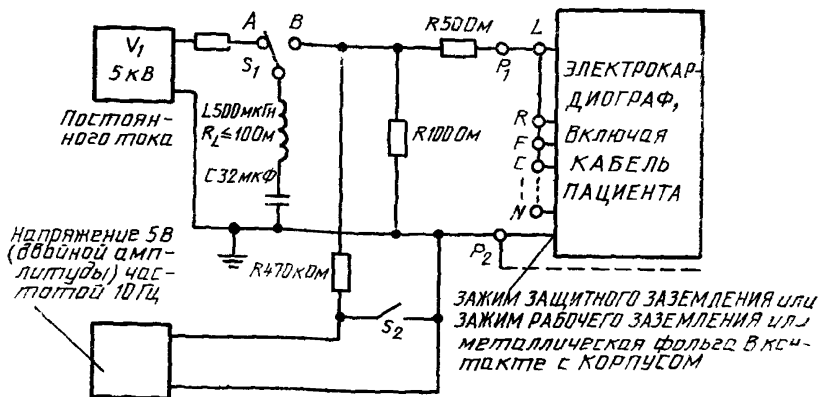 V1
5 кВ
Постоян-
ного тока
A
B
S1
L500мкГн
RL≤10Ом
C32мкФ
R50Ом
R100Ом
P1
L
R
F
C
N
ЭЛЕКТРОКАР-
ДИОГРАФ,
ВКЛЮЧАЯ
КАБЕЛЬ
ПАЦИЕНТА
P2
Напряжение 5В
(двойной амп-
литуды) час-
тотой 10Гц
R470кОм
S2
ЗАЖИМ ЗАЩИТНОГО ЗАЗЕМЛЕНИЯ или
ЗАЖИМ РАБОЧЕГО ЗАЗЕМЛЕНИЯ или
металлическая фольга в кон-
такте с КОРПУСОМ